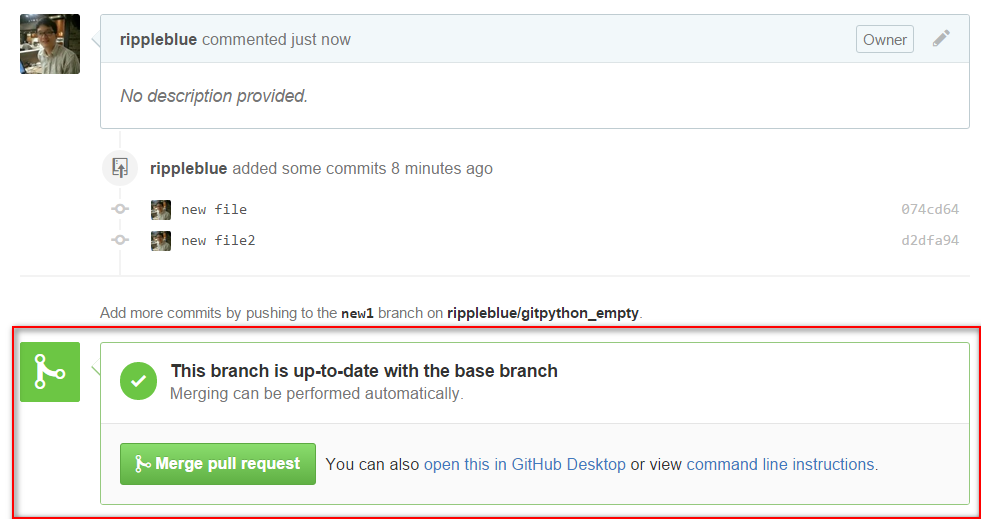 rippleblue commented just now Owner
No description provided.
rippleblue added some commits 8 minutes ago
new file 074cd64
new file2 d2dfa94
Add more commits by pushing to the new1 branch on rippleblue/gitpython_empty.
This branch is up-to-date with the base branch
Merging can be performed automatically.
Merge pull request You can also open this in GitHub Desktop or view command line instructions.